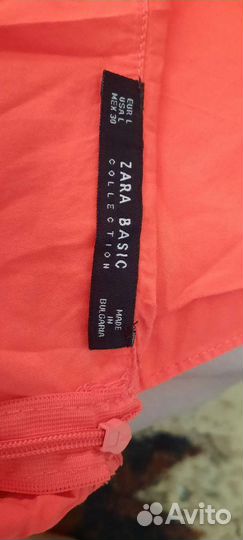 EUR L
USA L
MEX 30
ZARA BASIC
COLLECTION
MADE
IN
BULGARIA
Avito